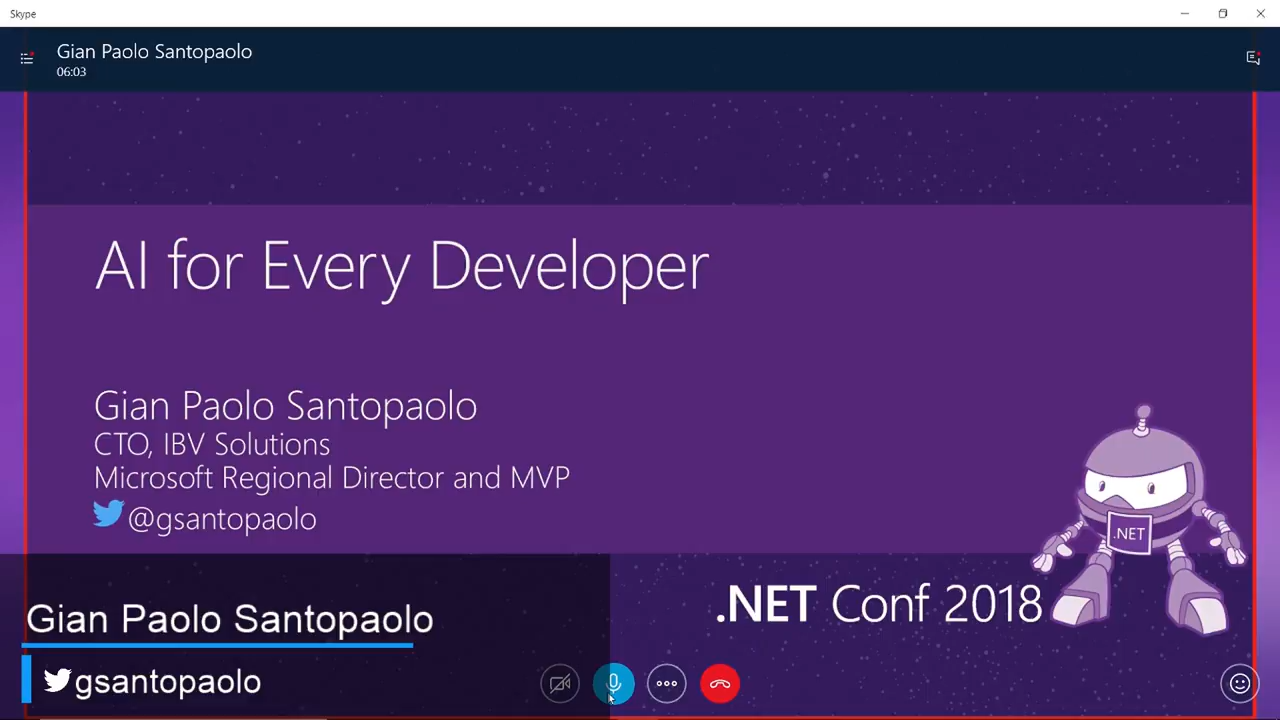 Skype
Gian Paolo Santopaolo
06:03
AI for Every Developer
Gian Paolo Santopaolo
CTO, IBV Solutions
Microsoft Regional Director and MVP
@gsantopaolo
.NET
.NET Conf 2018
Gian Paolo Santopaolo
gsantopaolo